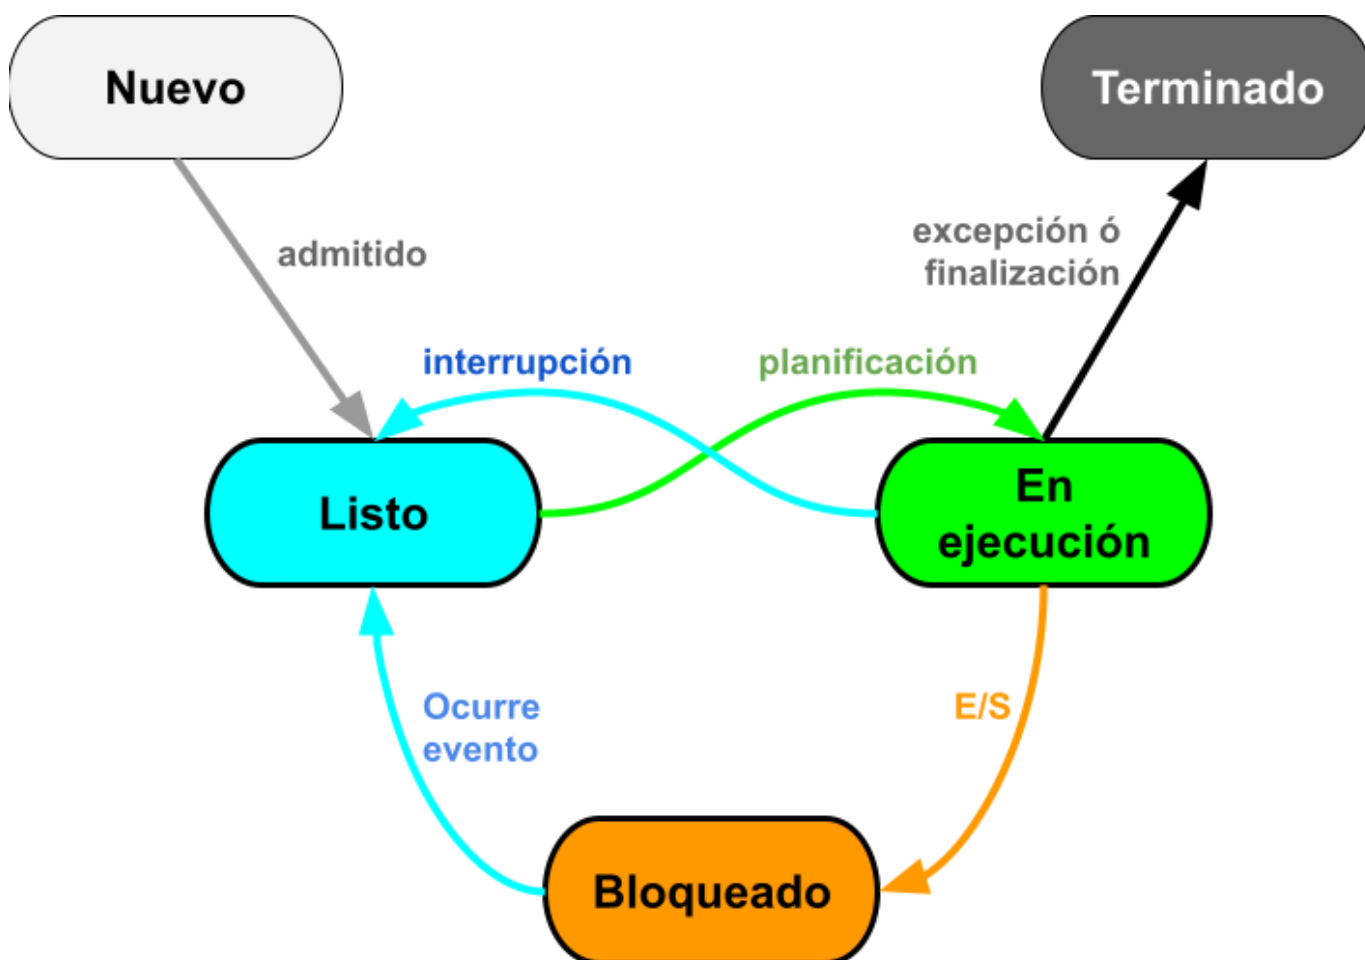 Nuevo
Terminado
admitido
excepción ó
finalización
interrupción
planificación
Listo
En
ejecución
Ocurre
evento
E/S
Bloqueado